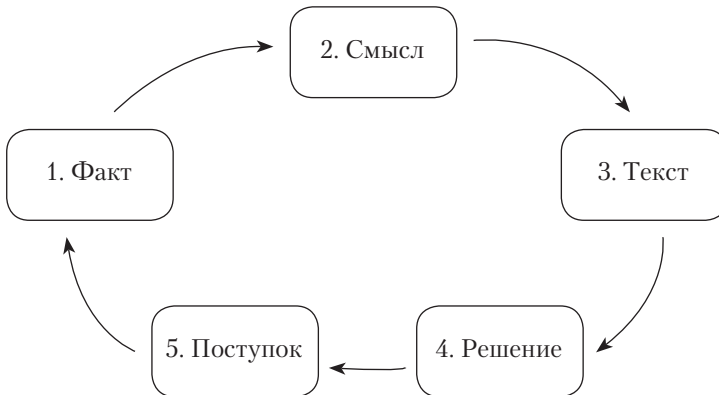 1. Факт
2. Смысл
3. Текст
4. Решение
5. Поступок